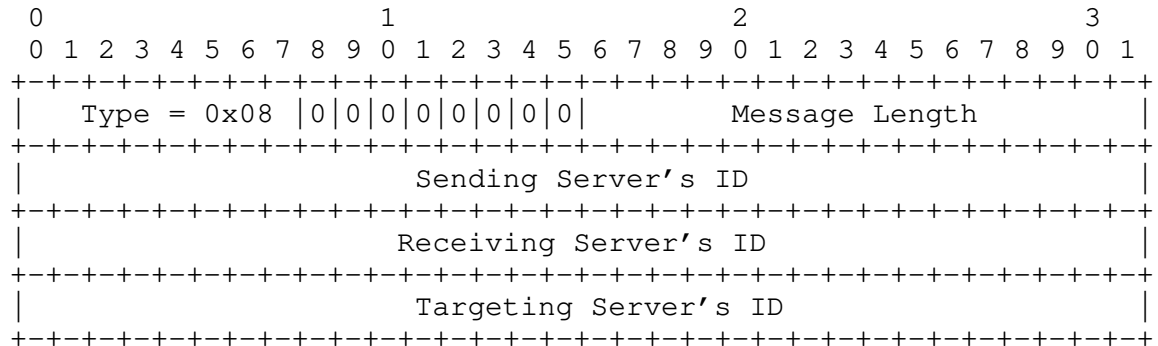 0                   1                   2                   3
 0 1 2 3 4 5 6 7 8 9 0 1 2 3 4 5 6 7 8 9 0 1 2 3 4 5 6 7 8 9 0 1
+-+-+-+-+-+-+-+-+-+-+-+-+-+-+-+-+-+-+-+-+-+-+-+-+-+-+-+-+-+-+-+-+
|   Type = 0x08 |0|0|0|0|0|0|0|0|        Message Length         |
+-+-+-+-+-+-+-+-+-+-+-+-+-+-+-+-+-+-+-+-+-+-+-+-+-+-+-+-+-+-+-+-+
|                      Sending Server's ID                      |
+-+-+-+-+-+-+-+-+-+-+-+-+-+-+-+-+-+-+-+-+-+-+-+-+-+-+-+-+-+-+-+-+
|                     Receiving Server's ID                     |
+-+-+-+-+-+-+-+-+-+-+-+-+-+-+-+-+-+-+-+-+-+-+-+-+-+-+-+-+-+-+-+-+
|                      Targeting Server's ID                    |
+-+-+-+-+-+-+-+-+-+-+-+-+-+-+-+-+-+-+-+-+-+-+-+-+-+-+-+-+-+-+-+-+